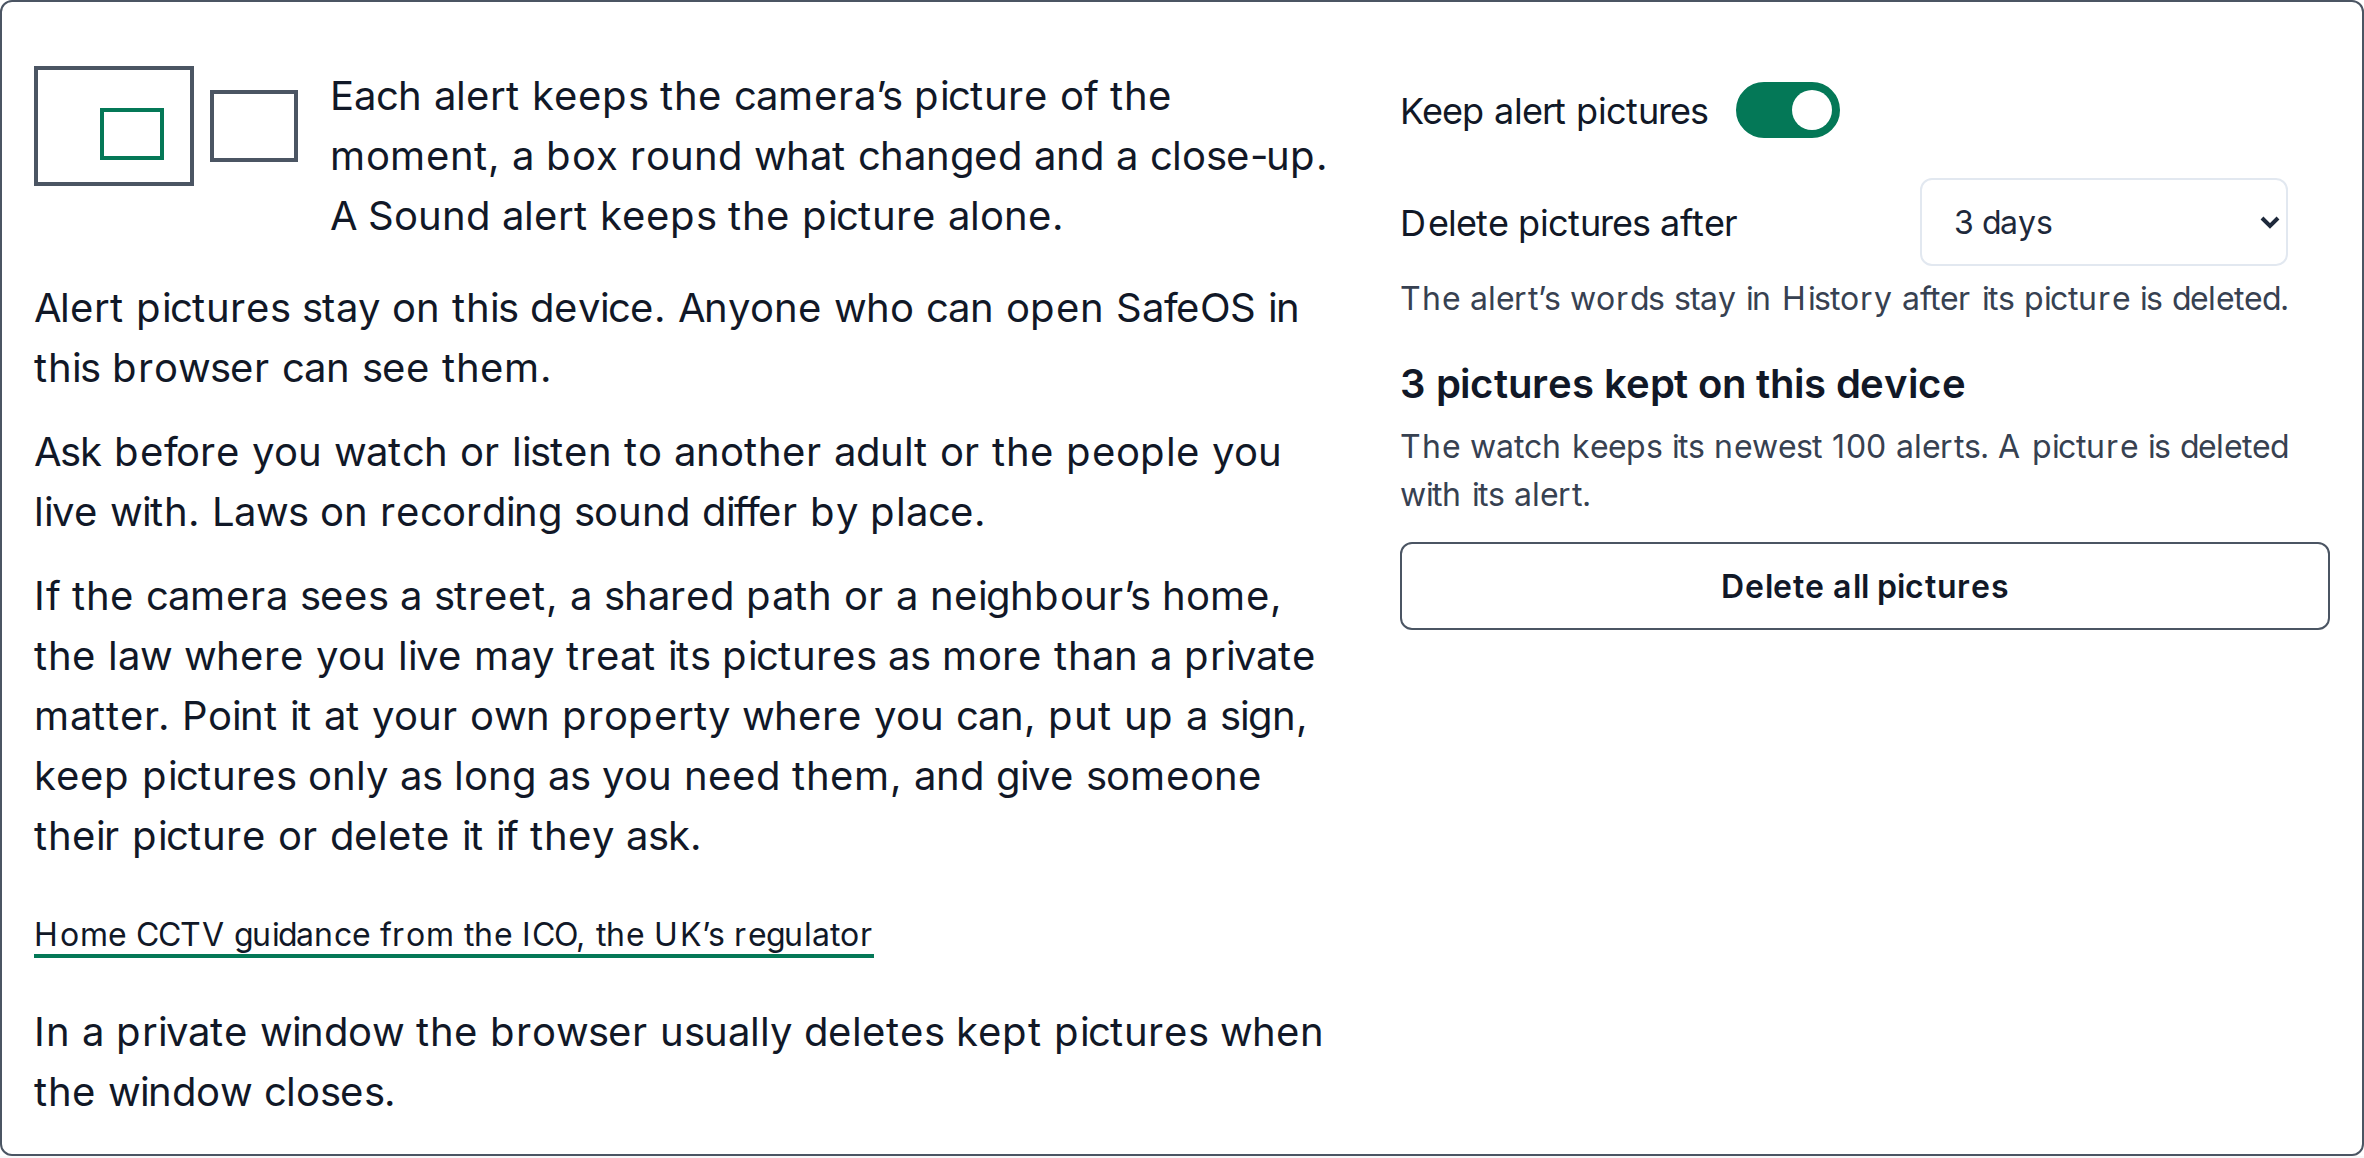 Each alert keeps the camera’s picture of the
moment, a box round what changed and a close-up.
A Sound alert keeps the picture alone.
Alert pictures stay on this device. Anyone who can open SafeOS in
this browser can see them.
Ask before you watch or listen to another adult or the people you
live with. Laws on recording sound differ by place.
If the camera sees a street, a shared path or a neighbour’s home,
the law where you live may treat its pictures as more than a private
matter. Point it at your own property where you can, put up a sign,
keep pictures only as long as you need them, and give someone
their picture or delete it if they ask.
Home CCTV guidance from the ICO, the UK’s regulator
In a private window the browser usually deletes kept pictures when
the window closes.
Keep alert pictures
Delete pictures after
3 days
The alert’s words stay in History after its picture is deleted.
3 pictures kept on this device
The watch keeps its newest 100 alerts. A picture is deleted
with its alert.
Delete all pictures